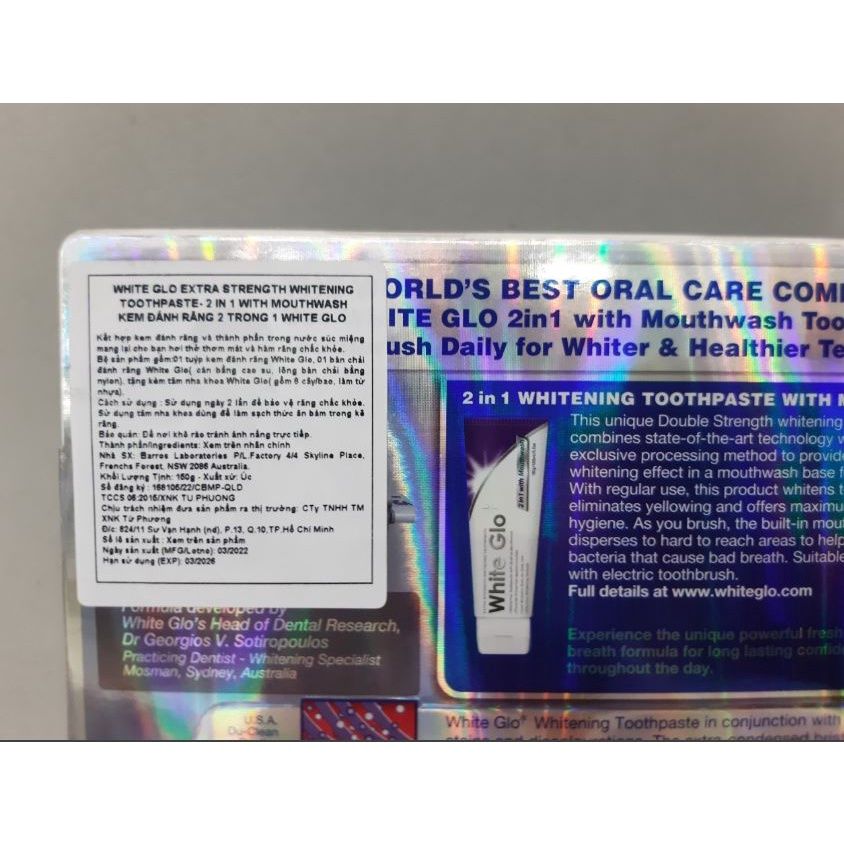 WHITE GLO EXTRA STRENGTH WHITENING
TOOTHPASTE- 2 IN 1 WITH MOUTHWASH
KEM ĐÁNH RĂNG 2 TRONG 1 WHITE GLO
Kết hợp kem đánh răng và thành phần trong nước súc miệng
mang lại cho bạn hơi thở thơm mát và hàm răng chắc khỏe.
Bộ sản phẩm gồm:01 tuýp kem đánh răng White Glo, 01 bàn chải
đánh răng White Glo( cán bằng cao su, lông bàn chải bằng
nylon), tặng kèm tăm nha khoa White Glo( gồm 8 cây/bao, làm từ
nhựa).
Cách sử dụng : Sử dụng ngày 2 lần để bảo vệ răng chắc khỏe.
Sử dụng tăm nha khoa dùng để làm sạch thức ăn bám trong kẽ
răng.
Bảo quản: Để nơi khô ráo tránh ánh nắng trực tiếp.
Thành phần/ingredients: Xem trên nhãn chính
Nhà SX: Barros Laboratories P/L.Factory 4/4 Skyline Place,
Frenchs Forest, NSW 2086 Australia.
Khối Lượng Tịnh: 150g - Xuất xứ: Úc
Số đăng ký : 168106/22/CBMP-QLD
TCCS 06:2015/XNK TU PHUONG
Chịu trách nhiệm đưa sản phẩm ra thị trường: CTy TNHH TM
XNK Từ Phương
Đ/c: 624/11 Sư Vạn Hạnh (nd), P.13, Q.10,TP.Hồ Chí Minh
Số lô sản xuất : Xem trên sản phẩm
Ngày sản xuất (MFG/Lotno): 03/2022
Hạn sử dụng (EXP): 03/2026
ORLD'S BEST ORAL CARE
ITE GLO 2in1 with Mouthwash
ush Daily for Whiter & Healthier
2 in 1 WHITENING TOOTHPASTE WITH
This unique Double Strength whitening
combines state-of-the-art technology
exclusive processing method to
whitening effect in a mouthwash base
With regular use, this product whitens
eliminates yellowing and offers
hygiene. As you brush, the built-in
disperses to hard to reach areas to
bacteria that cause bad breath. Suitable
with electric toothbrush.
Full details at www.whiteglo.com
Experience the unique powerful
breath formula for long lasting
throughout the day.
White Glo
2in1 with Mouthwash
Formula developed by
White Glo's Head of Dental Research,
Dr Georgios V. Sotiropoulos
Practicing Dentist - Whitening Specialist
Mosman, Sydney, Australia
U.S.A.
Du-Clean
White Glo® Whitening Toothpaste in conjunction with